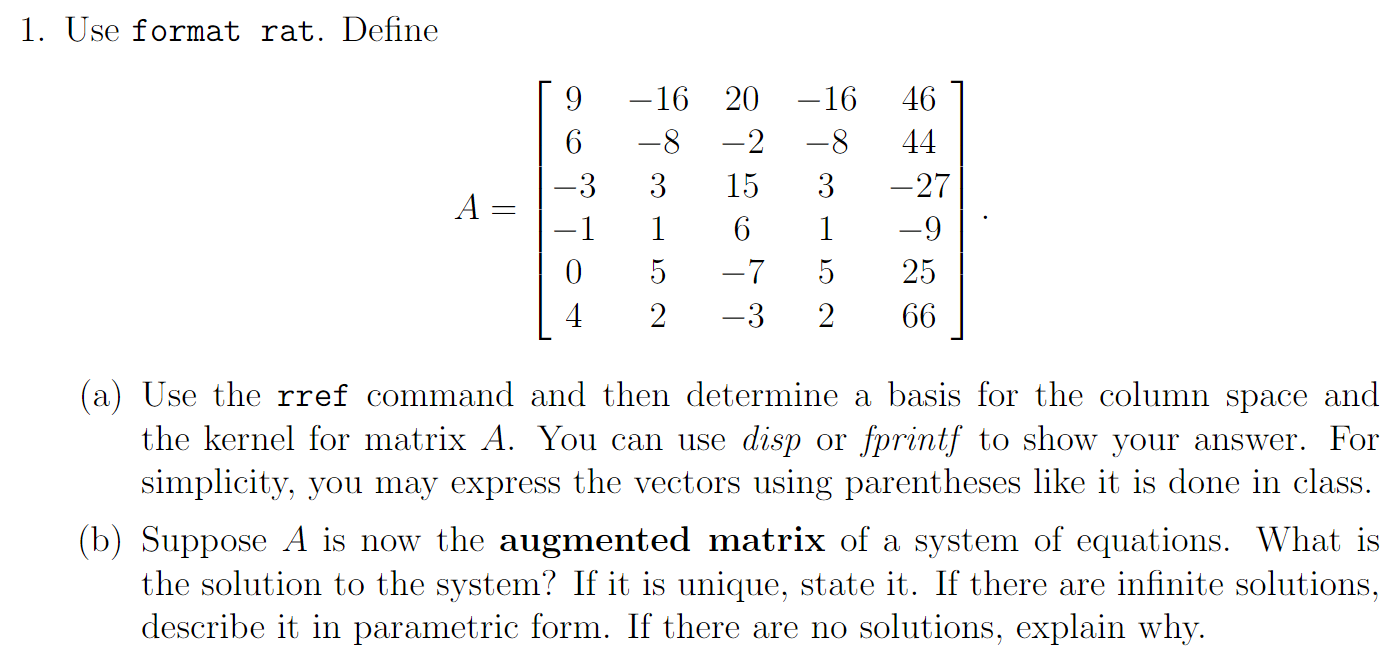 1. Use format rat. Define
A = [ 9 −16 20 −16 46
6 −8 −2 −8 44
−3 3 15 3 −27
−1 1 6 1 −9
0 5 −7 5 25
4 2 −3 2 66 ] .
(a) Use the rref command and then determine a basis for the column space and
the kernel for matrix A. You can use disp or fprintf to show your answer. For
simplicity, you may express the vectors using parentheses like it is done in class.
(b) Suppose A is now the augmented matrix of a system of equations. What is
the solution to the system? If it is unique, state it. If there are infinite solutions,
describe it in parametric form. If there are no solutions, explain why.